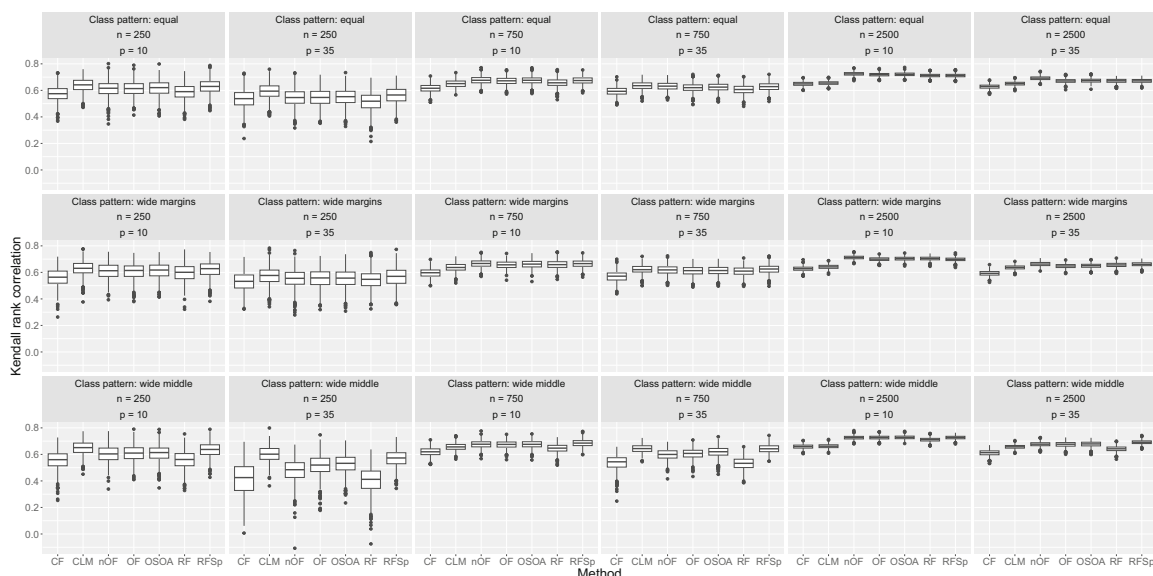 Class pattern: equal
n = 250
p = 10
Class pattern: equal
n = 250
p = 35
Class pattern: equal
n = 750
p = 10
Class pattern: equal
n = 750
p = 35
Class pattern: equal
n = 2500
p = 10
Class pattern: equal
n = 2500
p = 35
0.8
0.6
0.4
0.2
0.0
Class pattern: wide margins
n = 250
p = 10
Class pattern: wide margins
n = 250
p = 35
Class pattern: wide margins
n = 750
p = 10
Class pattern: wide margins
n = 750
p = 35
Class pattern: wide margins
n = 2500
p = 10
Class pattern: wide margins
n = 2500
p = 35
0.8
0.6
0.4
0.2
0.0
Kendall rank correlation
Class pattern: wide middle
n = 250
p = 10
Class pattern: wide middle
n = 250
p = 35
Class pattern: wide middle
n = 750
p = 10
Class pattern: wide middle
n = 750
p = 35
Class pattern: wide middle
n = 2500
p = 10
Class pattern: wide middle
n = 2500
p = 35
0.8
0.6
0.4
0.2
0.0
CF CLM nOF OF OSOA RF RFSp
CF CLM nOF OF OSOA RF RFSp
CF CLM nOF OF OSOA RF RFSp
CF CLM nOF OF OSOA RF RFSp
CF CLM nOF OF OSOA RF RFSp
CF CLM nOF OF OSOA RF RFSp
Method